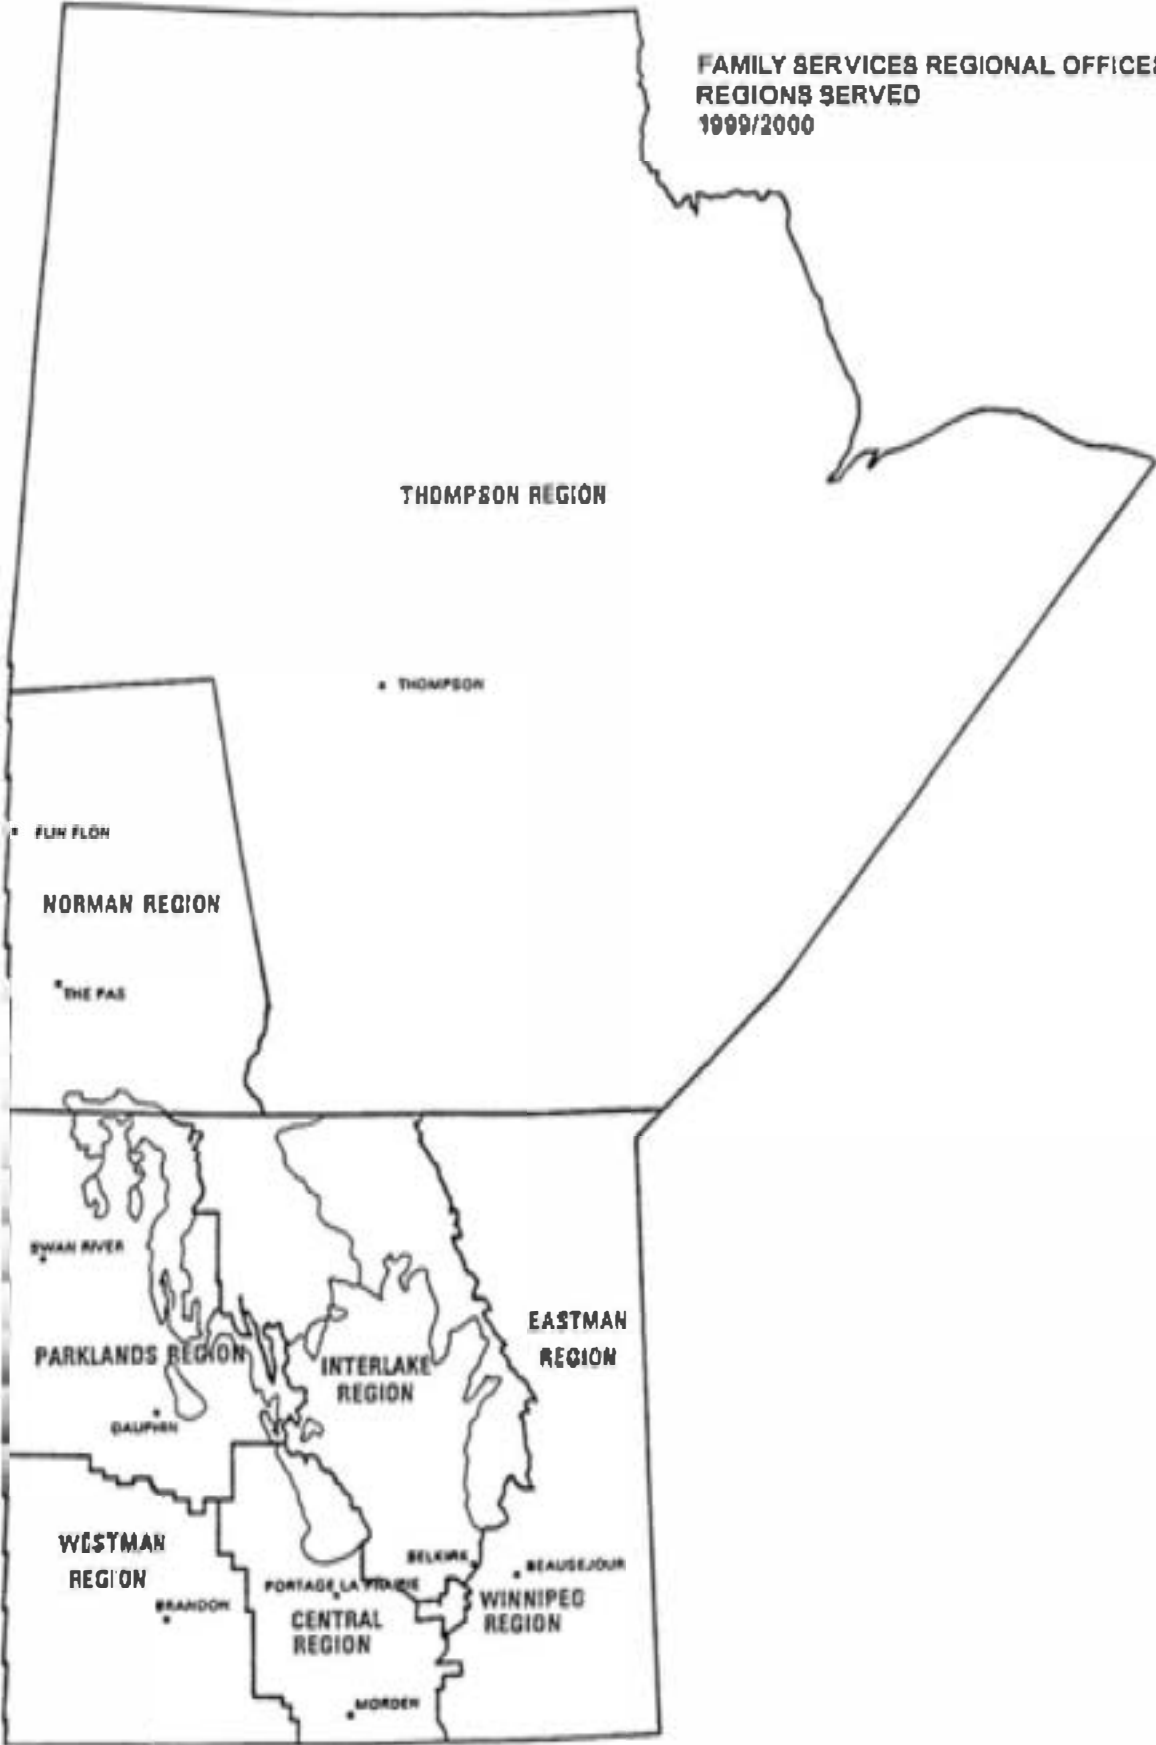 FAMILY SERVICES REGIONAL OFFICES
REGIONS SERVED
1999/2000
THOMPSON REGION
THOMPSON
FLIN FLON
NORMAN REGION
THE PAS
SWAN RIVER
EASTMAN
REGION
PARKLANDS REGION
INTERLAKE
REGION
DAUPHIN
WESTMAN
REGION
SELKIRK
BEAUSEJOUR
PORTAGE LA PRAIRIE
WINNIPEG
REGION
BRANDON
CENTRAL
REGION
MORDEN